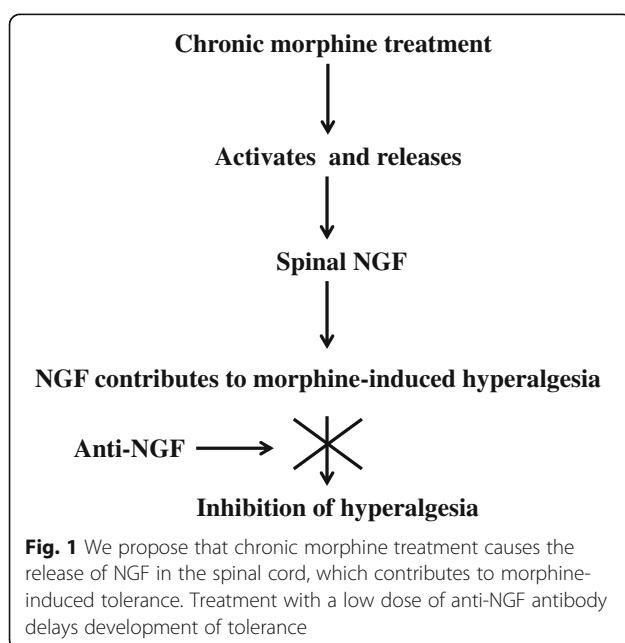 Chronic morphine treatment
Activates and releases
Spinal NGF
NGF contributes to morphine-induced hyperalgesia
Anti-NGF
Inhibition of hyperalgesia
Fig. 1 We propose that chronic morphine treatment causes the
release of NGF in the spinal cord, which contributes to morphine-
induced tolerance. Treatment with a low dose of anti-NGF antibody
delays development of tolerance